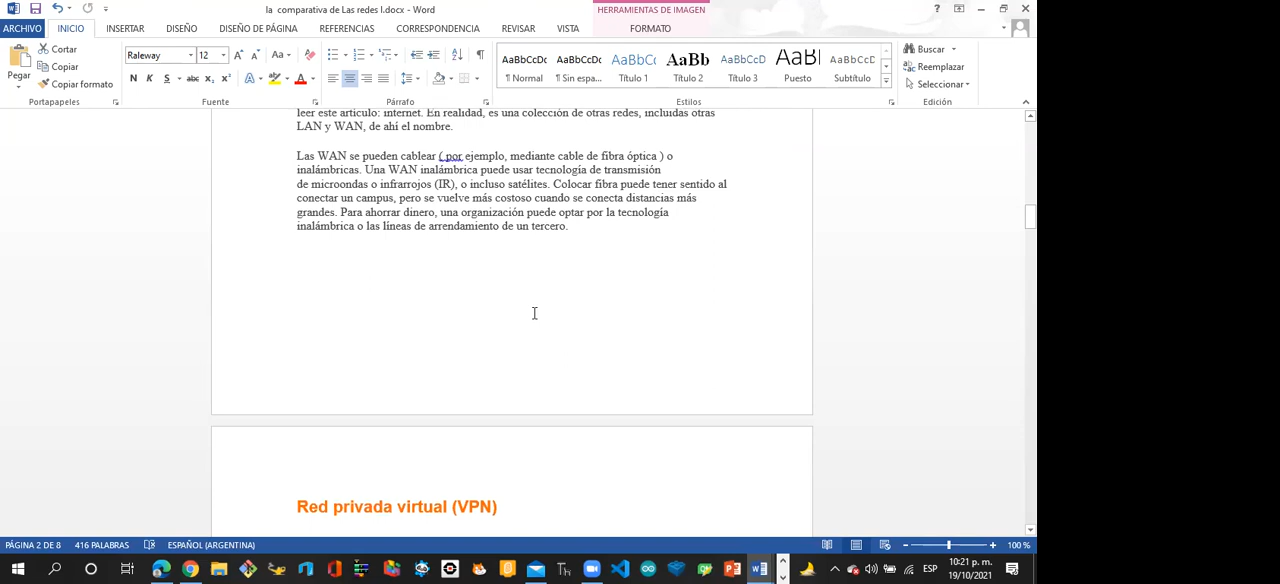 la comparativa de Las redes I.docx - Word
HERRAMIENTAS DE IMAGEN
ARCHIVO INICIO INSERTAR DISEÑO DISEÑO DE PÁGINA REFERENCIAS CORRESPONDENCIA REVISAR VISTA FORMATO
Pegar
Cortar
Copiar
Copiar formato
Portapapeles
Raleway 12
Aa
N K S abc x₂ x²
Fuente
Párrafo
AaBbCcDc AaBbCcDc AaBbCc AaBb AaBbCcD AaBl AaBbCcD
¶ Normal ¶ Sin espa... Título 1 Título 2 Título 3 Puesto Subtítulo
Estilos
Buscar
Reemplazar
Seleccionar
Edición
leer este artículo: internet. En realidad, es una colección de otras redes, incluidas otras
LAN y WAN, de ahí el nombre.
Las WAN se pueden cablear ( por ejemplo, mediante cable de fibra óptica ) o
inalámbricas. Una WAN inalámbrica puede usar tecnología de transmisión
de microondas o infrarrojos (IR), o incluso satélites. Colocar fibra puede tener sentido al
conectar un campus, pero se vuelve más costoso cuando se conecta distancias más
grandes. Para ahorrar dinero, una organización puede optar por la tecnología
inalámbrica o las líneas de arrendamiento de un tercero.
Red privada virtual (VPN)
PÁGINA 2 DE 8 416 PALABRAS ESPAÑOL (ARGENTINA) 100 %
ESP
10:21 p. m.
19/10/2021